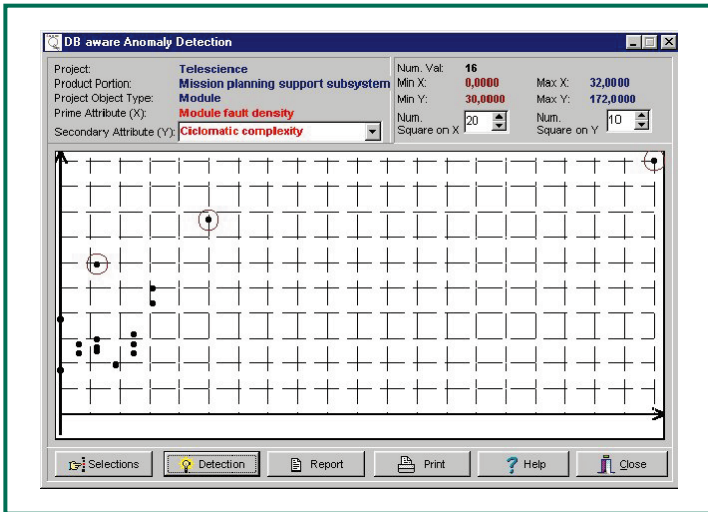 DB aware Anomaly Detection
Project: Telescience
Product Portion: Mission planning support subsystem
Project Object Type: Module
Prime Attribute (X): Module fault density
Secondary Attribute (Y): Ciclomatic complexity
Num. Val: 16
Min X: 0,0000 Max X: 32,0000
Min Y: 30,0000 Max Y: 172,0000
Num. Square on X 20 Num. Square on Y 10
Selections Detection Report Print Help Close